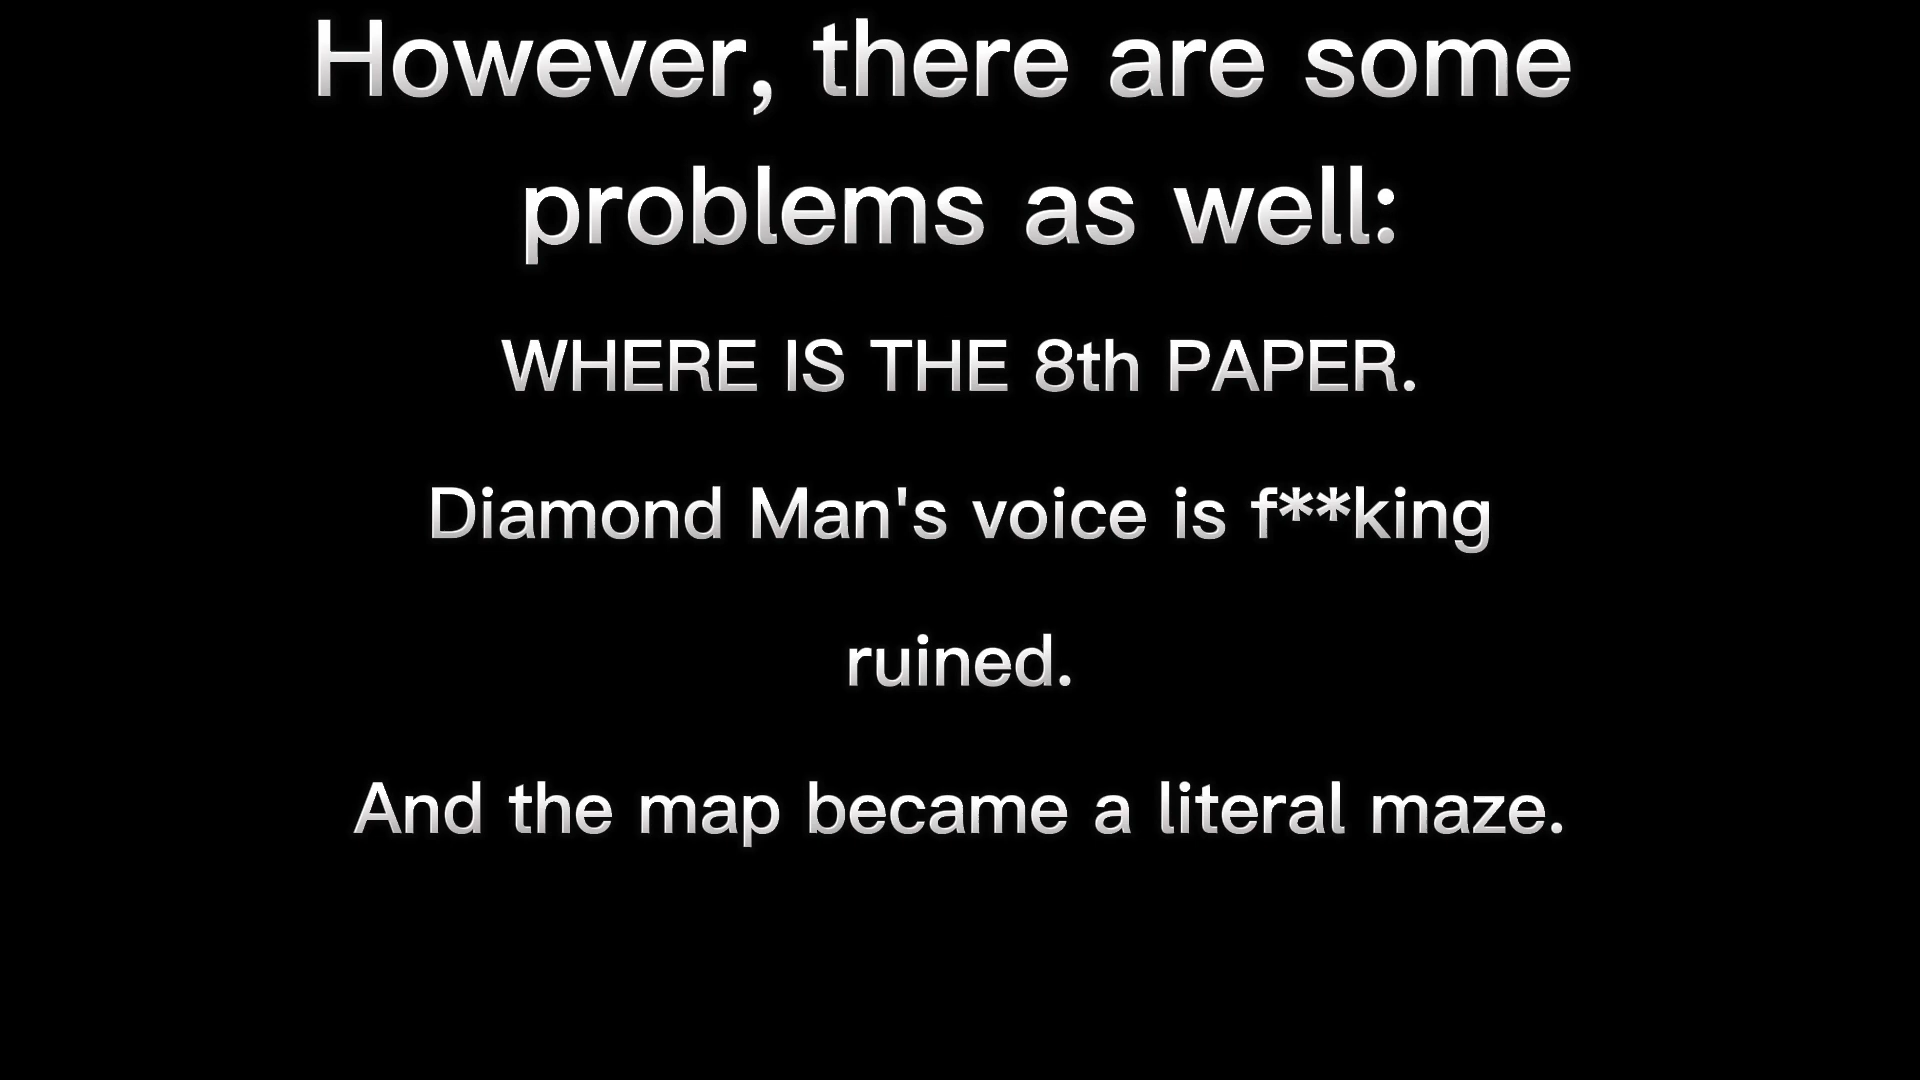 However, there are some
problems as well:
WHERE IS THE 8th PAPER.
Diamond Man's voice is f**king
ruined.
And the map became a literal maze.